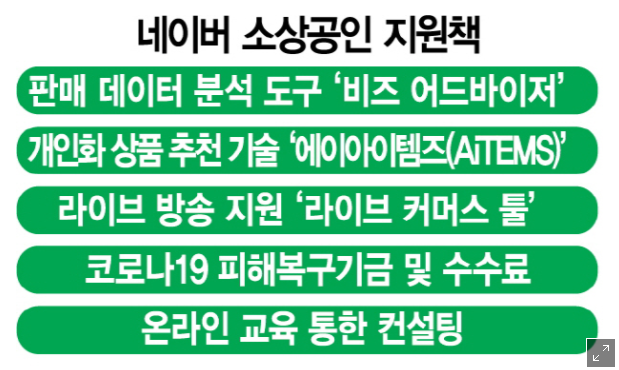 네이버 소상공인 지원책
판매 데이터 분석 도구 ‘비즈 어드바이저’
개인화 상품 추천 기술 ‘에이아이템즈(AiTEMS)’
라이브 방송 지원 ‘라이브 커머스 툴’
코로나19 피해복구기금 및 수수료
온라인 교육 통한 컨설팅